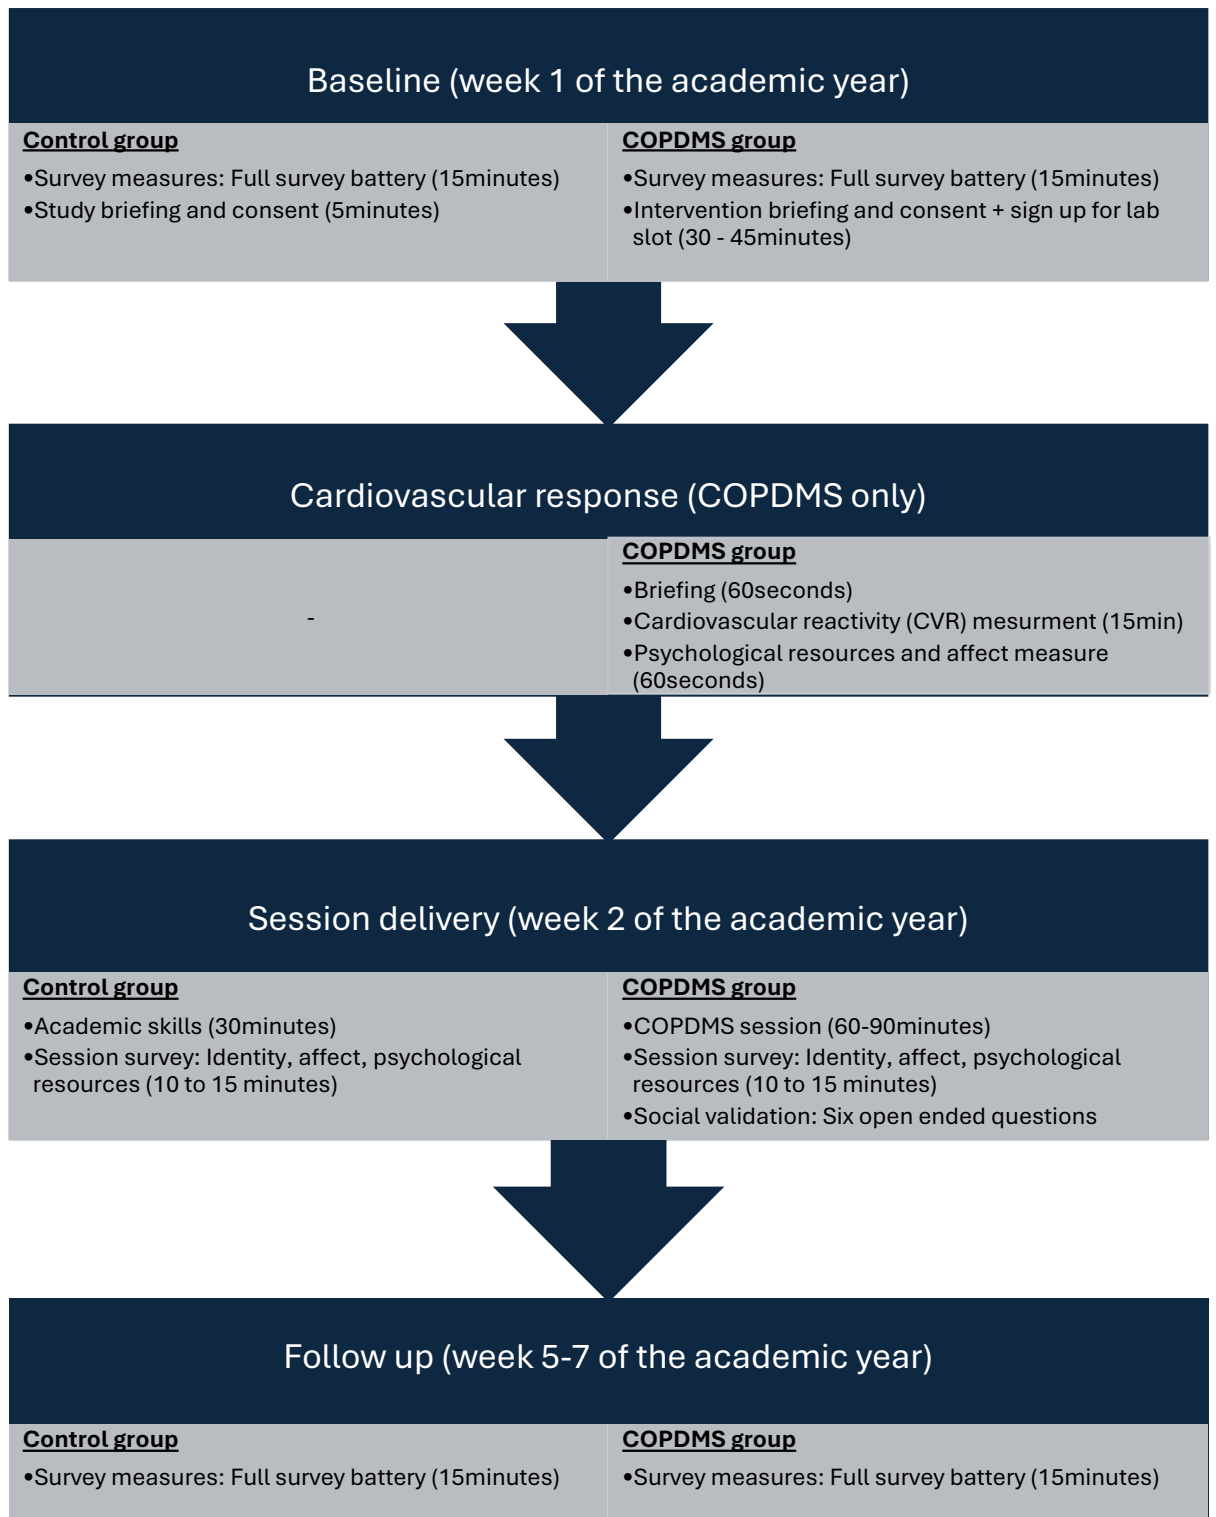 Baseline (week 1 of the academic year)
Control group
•Survey measures: Full survey battery (15minutes)
•Study briefing and consent (5minutes)
COPDMS group
•Survey measures: Full survey battery (15minutes)
•Intervention briefing and consent + sign up for lab
slot (30 - 45minutes)
Cardiovascular response (COPDMS only)
-
COPDMS group
•Briefing (60seconds)
•Cardiovascular reactivity (CVR) mesurment (15min)
•Psychological resources and affect measure
(60seconds)
Session delivery (week 2 of the academic year)
Control group
•Academic skills (30minutes)
•Session survey: Identity, affect, psychological
resources (10 to 15 minutes)
COPDMS group
•COPDMS session (60-90minutes)
•Session survey: Identity, affect, psychological
resources (10 to 15 minutes)
•Social validation: Six open ended questions
Follow up (week 5-7 of the academic year)
Control group
•Survey measures: Full survey battery (15minutes)
COPDMS group
•Survey measures: Full survey battery (15minutes)